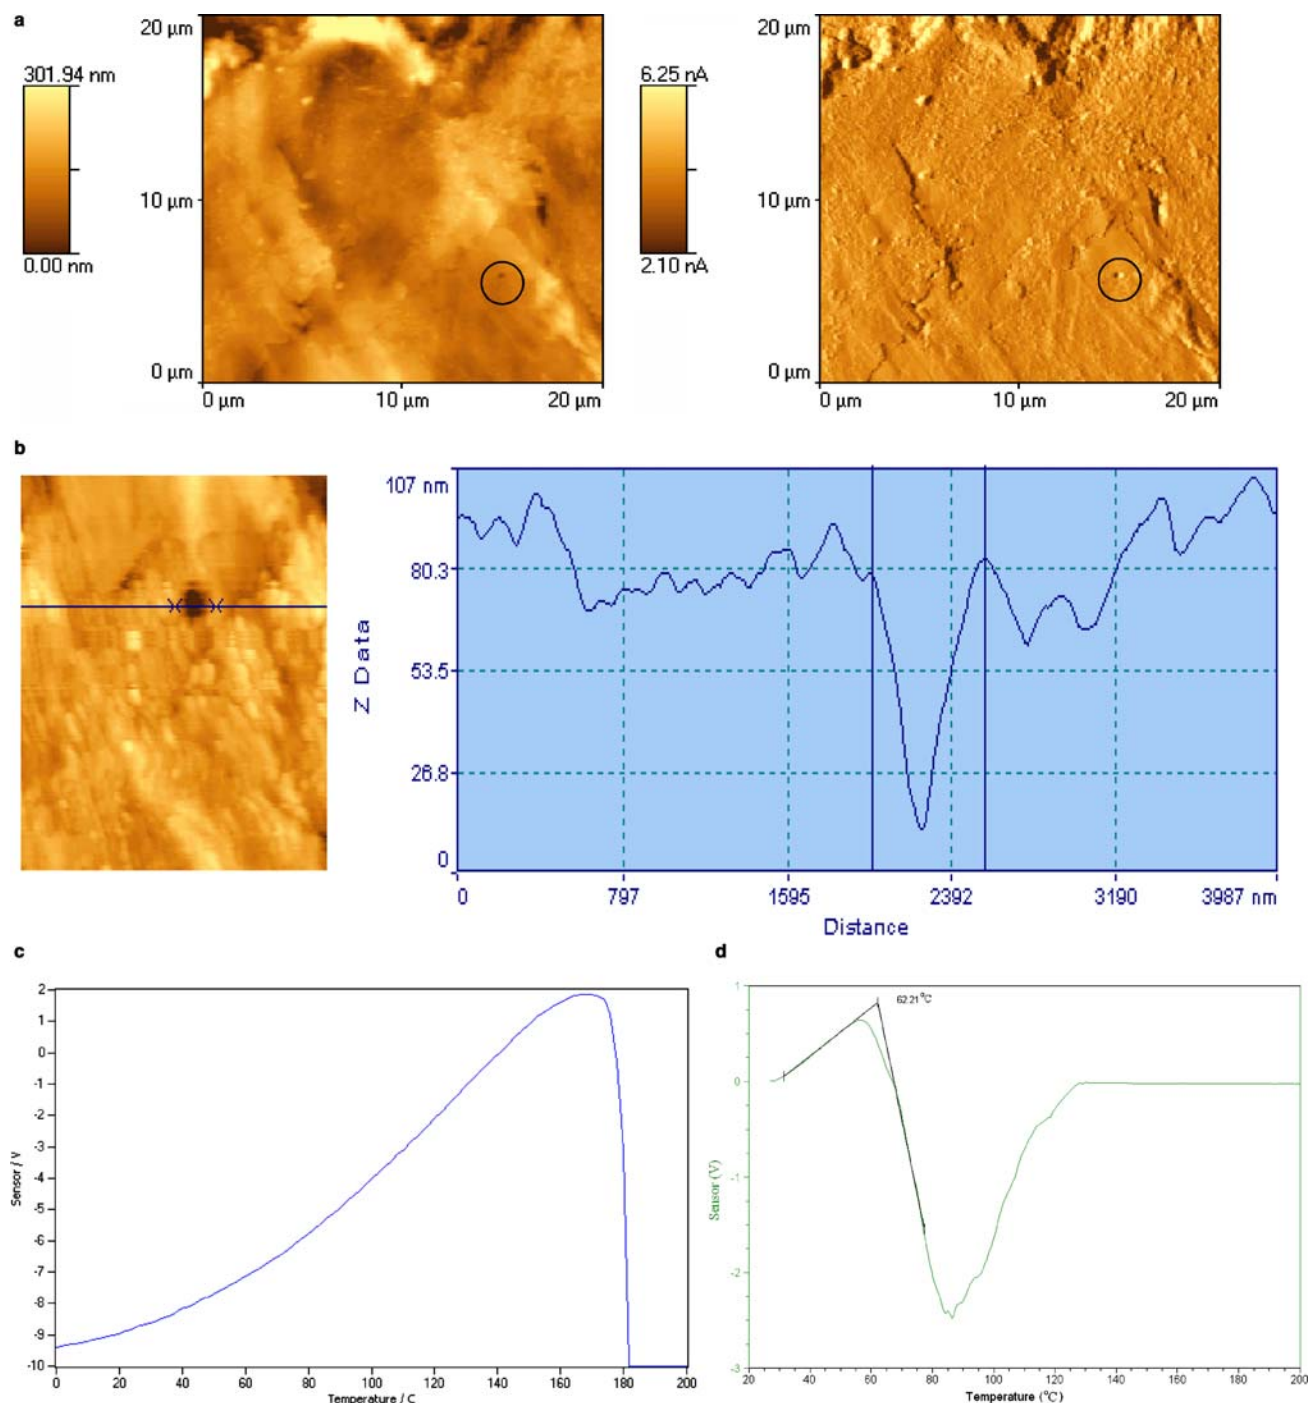 a
20 µm
301.94 nm
10 µm
0.00 nm
0 µm
0 µm
10 µm
20 µm
20 µm
6.25 nA
10 µm
2.10 nA
0 µm
0 µm
10 µm
20 µm
b
107 nm
80.3
53.5
26.8
0
Z Data
0
797
1595
2392
3190
3987 nm
Distance
c
2
1
0
-1
-2
-3
-4
-5
-6
-7
-8
-9
-10
Sensor / V
0
20
40
60
80
100
120
140
160
180
200
Temperature / C
d
62.21°C
1
0
-1
-2
-3
Sensor (V)
20
40
60
80
100
120
140
160
180
200
Temperature (°C)